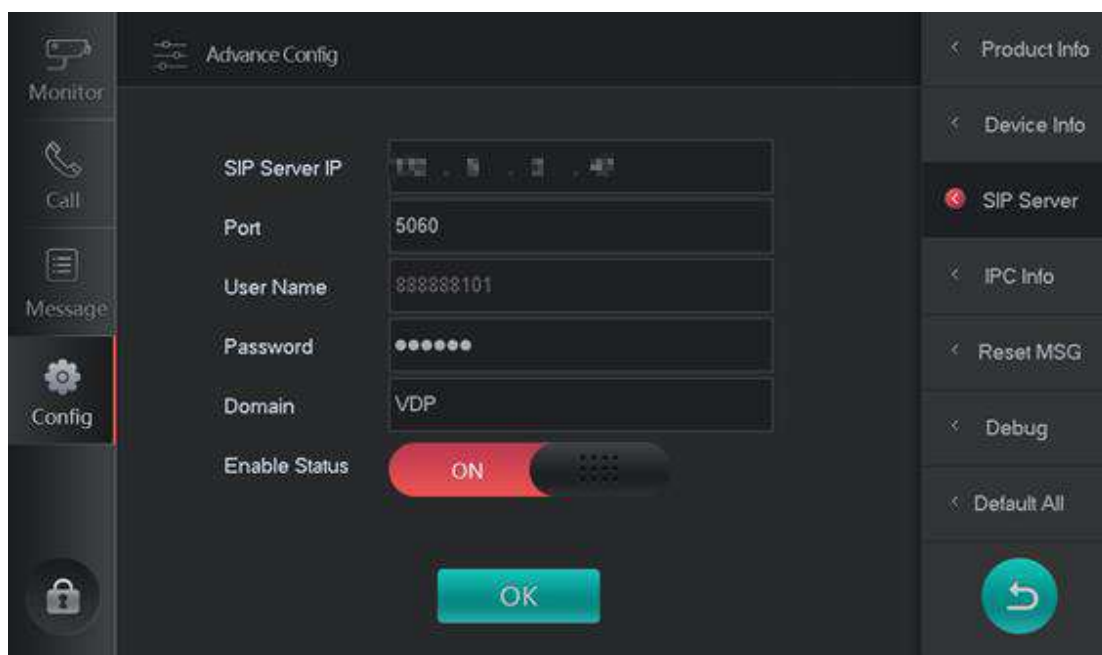 Monitor
Call
Message
Config
Advance Config
SIP Server IP
Port 5060
User Name 888888101
Password ●●●●●●
Domain VDP
Enable Status ON
OK
Product Info
Device Info
SIP Server
IPC Info
Reset MSG
Debug
Default All